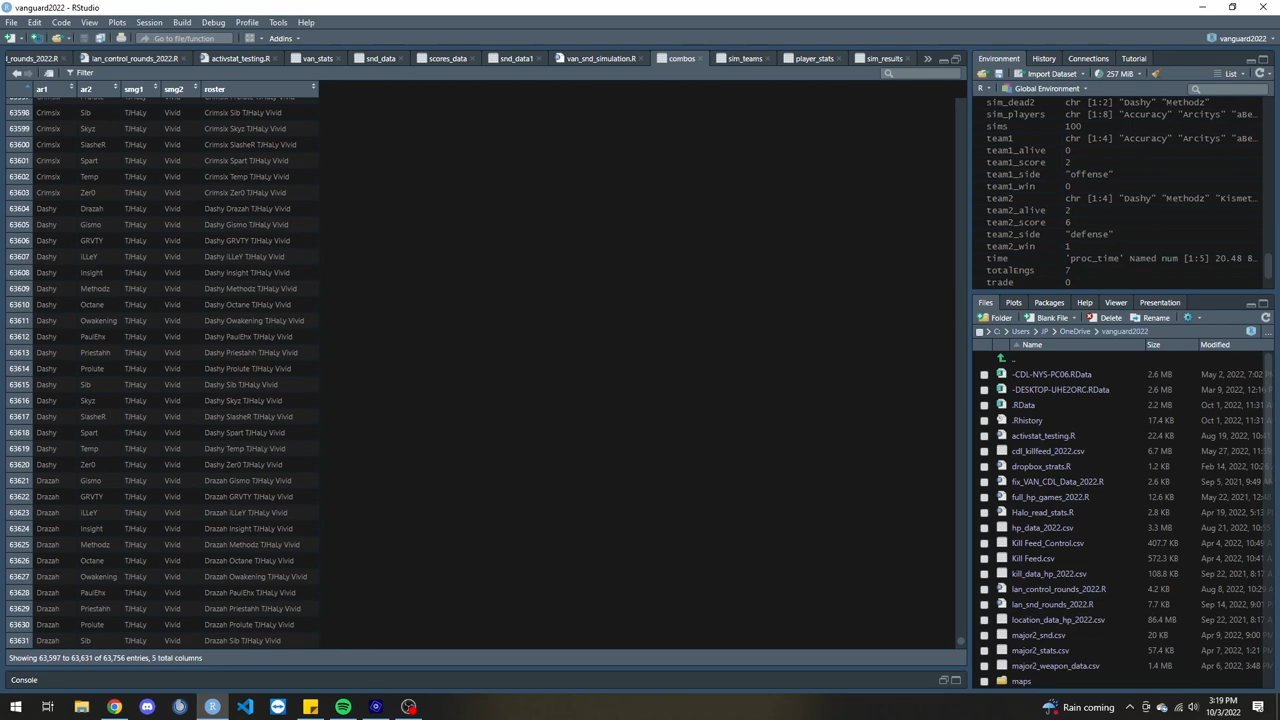 vanguard2022 - RStudio
File Edit Code View Plots Session Build Debug Profile Tools Help
Go to file/function Addins vanguard2022
l_rounds_2022.R lan_control_rounds_2022.R activstat_testing.R van_stats snd_data scores_data snd_data1 van_snd_simulation.R combos sim_teams player_stats sim_results
Filter
ar1 ar2 smg1 smg2 roster
63598 Crimsix Sib TJHaly Vivid Crimsix Sib TJHaly Vivid
63599 Crimsix Skyz TJHaly Vivid Crimsix Skyz TJHaly Vivid
63600 Crimsix SlasheR TJHaly Vivid Crimsix SlasheR TJHaly Vivid
63601 Crimsix Spart TJHaly Vivid Crimsix Spart TJHaly Vivid
63602 Crimsix Temp TJHaly Vivid Crimsix Temp TJHaly Vivid
63603 Crimsix Zer0 TJHaly Vivid Crimsix Zer0 TJHaly Vivid
63604 Dashy Drazah TJHaly Vivid Dashy Drazah TJHaly Vivid
63605 Dashy Gismo TJHaly Vivid Dashy Gismo TJHaly Vivid
63606 Dashy GRVTY TJHaly Vivid Dashy GRVTY TJHaly Vivid
63607 Dashy iLLeY TJHaly Vivid Dashy iLLeY TJHaly Vivid
63608 Dashy Insight TJHaly Vivid Dashy Insight TJHaly Vivid
63609 Dashy Methodz TJHaly Vivid Dashy Methodz TJHaly Vivid
63610 Dashy Octane TJHaly Vivid Dashy Octane TJHaly Vivid
63611 Dashy Owakening TJHaly Vivid Dashy Owakening TJHaly Vivid
63612 Dashy PaulEhx TJHaly Vivid Dashy PaulEhx TJHaly Vivid
63613 Dashy Priestahh TJHaly Vivid Dashy Priestahh TJHaly Vivid
63614 Dashy Prolute TJHaly Vivid Dashy Prolute TJHaly Vivid
63615 Dashy Sib TJHaly Vivid Dashy Sib TJHaly Vivid
63616 Dashy Skyz TJHaly Vivid Dashy Skyz TJHaly Vivid
63617 Dashy SlasheR TJHaly Vivid Dashy SlasheR TJHaly Vivid
63618 Dashy Spart TJHaly Vivid Dashy Spart TJHaly Vivid
63619 Dashy Temp TJHaly Vivid Dashy Temp TJHaly Vivid
63620 Dashy Zer0 TJHaly Vivid Dashy Zer0 TJHaly Vivid
63621 Drazah Gismo TJHaly Vivid Drazah Gismo TJHaly Vivid
63622 Drazah GRVTY TJHaly Vivid Drazah GRVTY TJHaly Vivid
63623 Drazah iLLeY TJHaly Vivid Drazah iLLeY TJHaly Vivid
63624 Drazah Insight TJHaly Vivid Drazah Insight TJHaly Vivid
63625 Drazah Methodz TJHaly Vivid Drazah Methodz TJHaly Vivid
63626 Drazah Octane TJHaly Vivid Drazah Octane TJHaly Vivid
63627 Drazah Owakening TJHaly Vivid Drazah Owakening TJHaly Vivid
63628 Drazah PaulEhx TJHaly Vivid Drazah PaulEhx TJHaly Vivid
63629 Drazah Priestahh TJHaly Vivid Drazah Priestahh TJHaly Vivid
63630 Drazah Prolute TJHaly Vivid Drazah Prolute TJHaly Vivid
63631 Drazah Sib TJHaly Vivid Drazah Sib TJHaly Vivid
Showing 63,597 to 63,631 of 63,756 entries, 5 total columns
Console
Environment History Connections Tutorial
Import Dataset 257 MiB List
R Global Environment
sim_dead2 chr [1:2] "Dashy" "Methodz"
sim_players chr [1:8] "Accuracy" "Arcitys" "aBe…
sims 100
team1 chr [1:4] "Accuracy" "Arcitys" "aBe…
team1_alive 0
team1_score 2
team1_side "offense"
team1_win 0
team2 chr [1:4] "Dashy" "Methodz" "Kismet…
team2_alive 2
team2_score 6
team2_side "defense"
team2_win 1
time 'proc_time' Named num [1:5] 20.48 8…
totalEngs 7
trade 0
Files Plots Packages Help Viewer Presentation
Folder Blank File Delete Rename
C: Users JP OneDrive vanguard2022
Name Size Modified
..
-CDL-NYS-PC06.RData 2.6 MB May 2, 2022, 7:02
-DESKTOP-UHE2ORC.RData 2.6 MB Mar 9, 2022, 12:16
.RData 2.2 MB Oct 1, 2022, 11:31
.Rhistory 17.4 KB Oct 1, 2022, 11:31
activstat_testing.R 22.4 KB Aug 19, 2022, 10:4
cdl_killfeed_2022.csv 6.7 MB May 27, 2022, 11:3
dropbox_strats.R 1.2 KB Feb 14, 2022, 10:36
fix_VAN_CDL_Data_2022.R 2.6 KB Sep 5, 2021, 9:49
full_hp_games_2022.R 12.6 KB May 22, 2021, 12:4
Halo_read_stats.R 2.8 KB Apr 19, 2022, 5:13
hp_data_2022.csv 3.3 MB Aug 21, 2022, 10:4
Kill Feed_Control.csv 407.7 KB Apr 4, 2022, 10:49
Kill Feed.csv 572.3 KB Apr 4, 2022, 10:41
kill_data_hp_2022.csv 108.8 KB Sep 22, 2021, 8:17
lan_control_rounds_2022.R 4.2 KB Aug 8, 2022, 10:5
lan_snd_rounds_2022.R 7.7 KB Sep 14, 2022, 9:01
location_data_hp_2022.csv 86.4 MB Sep 22, 2021, 8:17
major2_snd.csv 20 KB Apr 9, 2022, 9:00
major2_stats.csv 57.4 KB Apr 7, 2022, 1:21
major2_weapon_data.csv 1.4 MB Apr 6, 2022, 3:48
maps
Rain coming 3:19 PM
10/3/2022